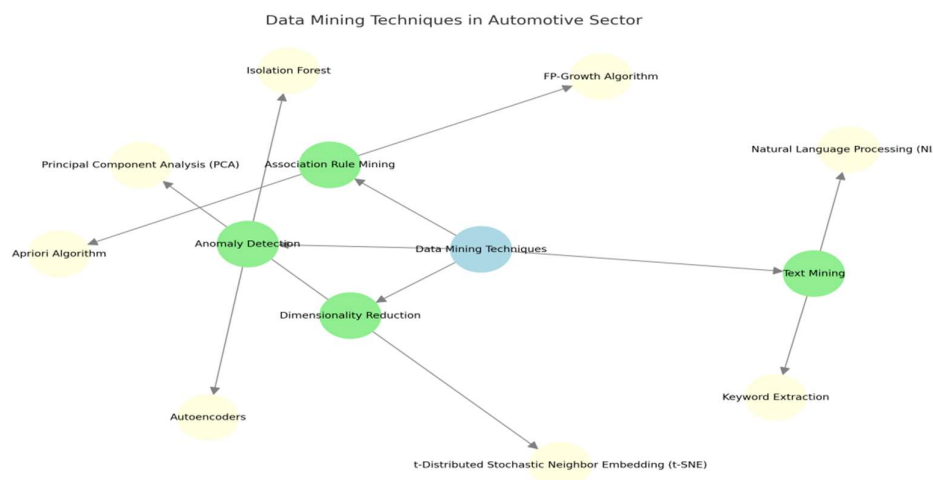 Data Mining Techniques in Automotive Sector
Isolation Forest
FP-Growth Algorithm
Natural Language Processing (NL
Principal Component Analysis (PCA)
Association Rule Mining
Anomaly Detection
Data Mining Techniques
Apriori Algorithm
Text Mining
Dimensionality Reduction
Keyword Extraction
Autoencoders
t-Distributed Stochastic Neighbor Embedding (t-SNE)